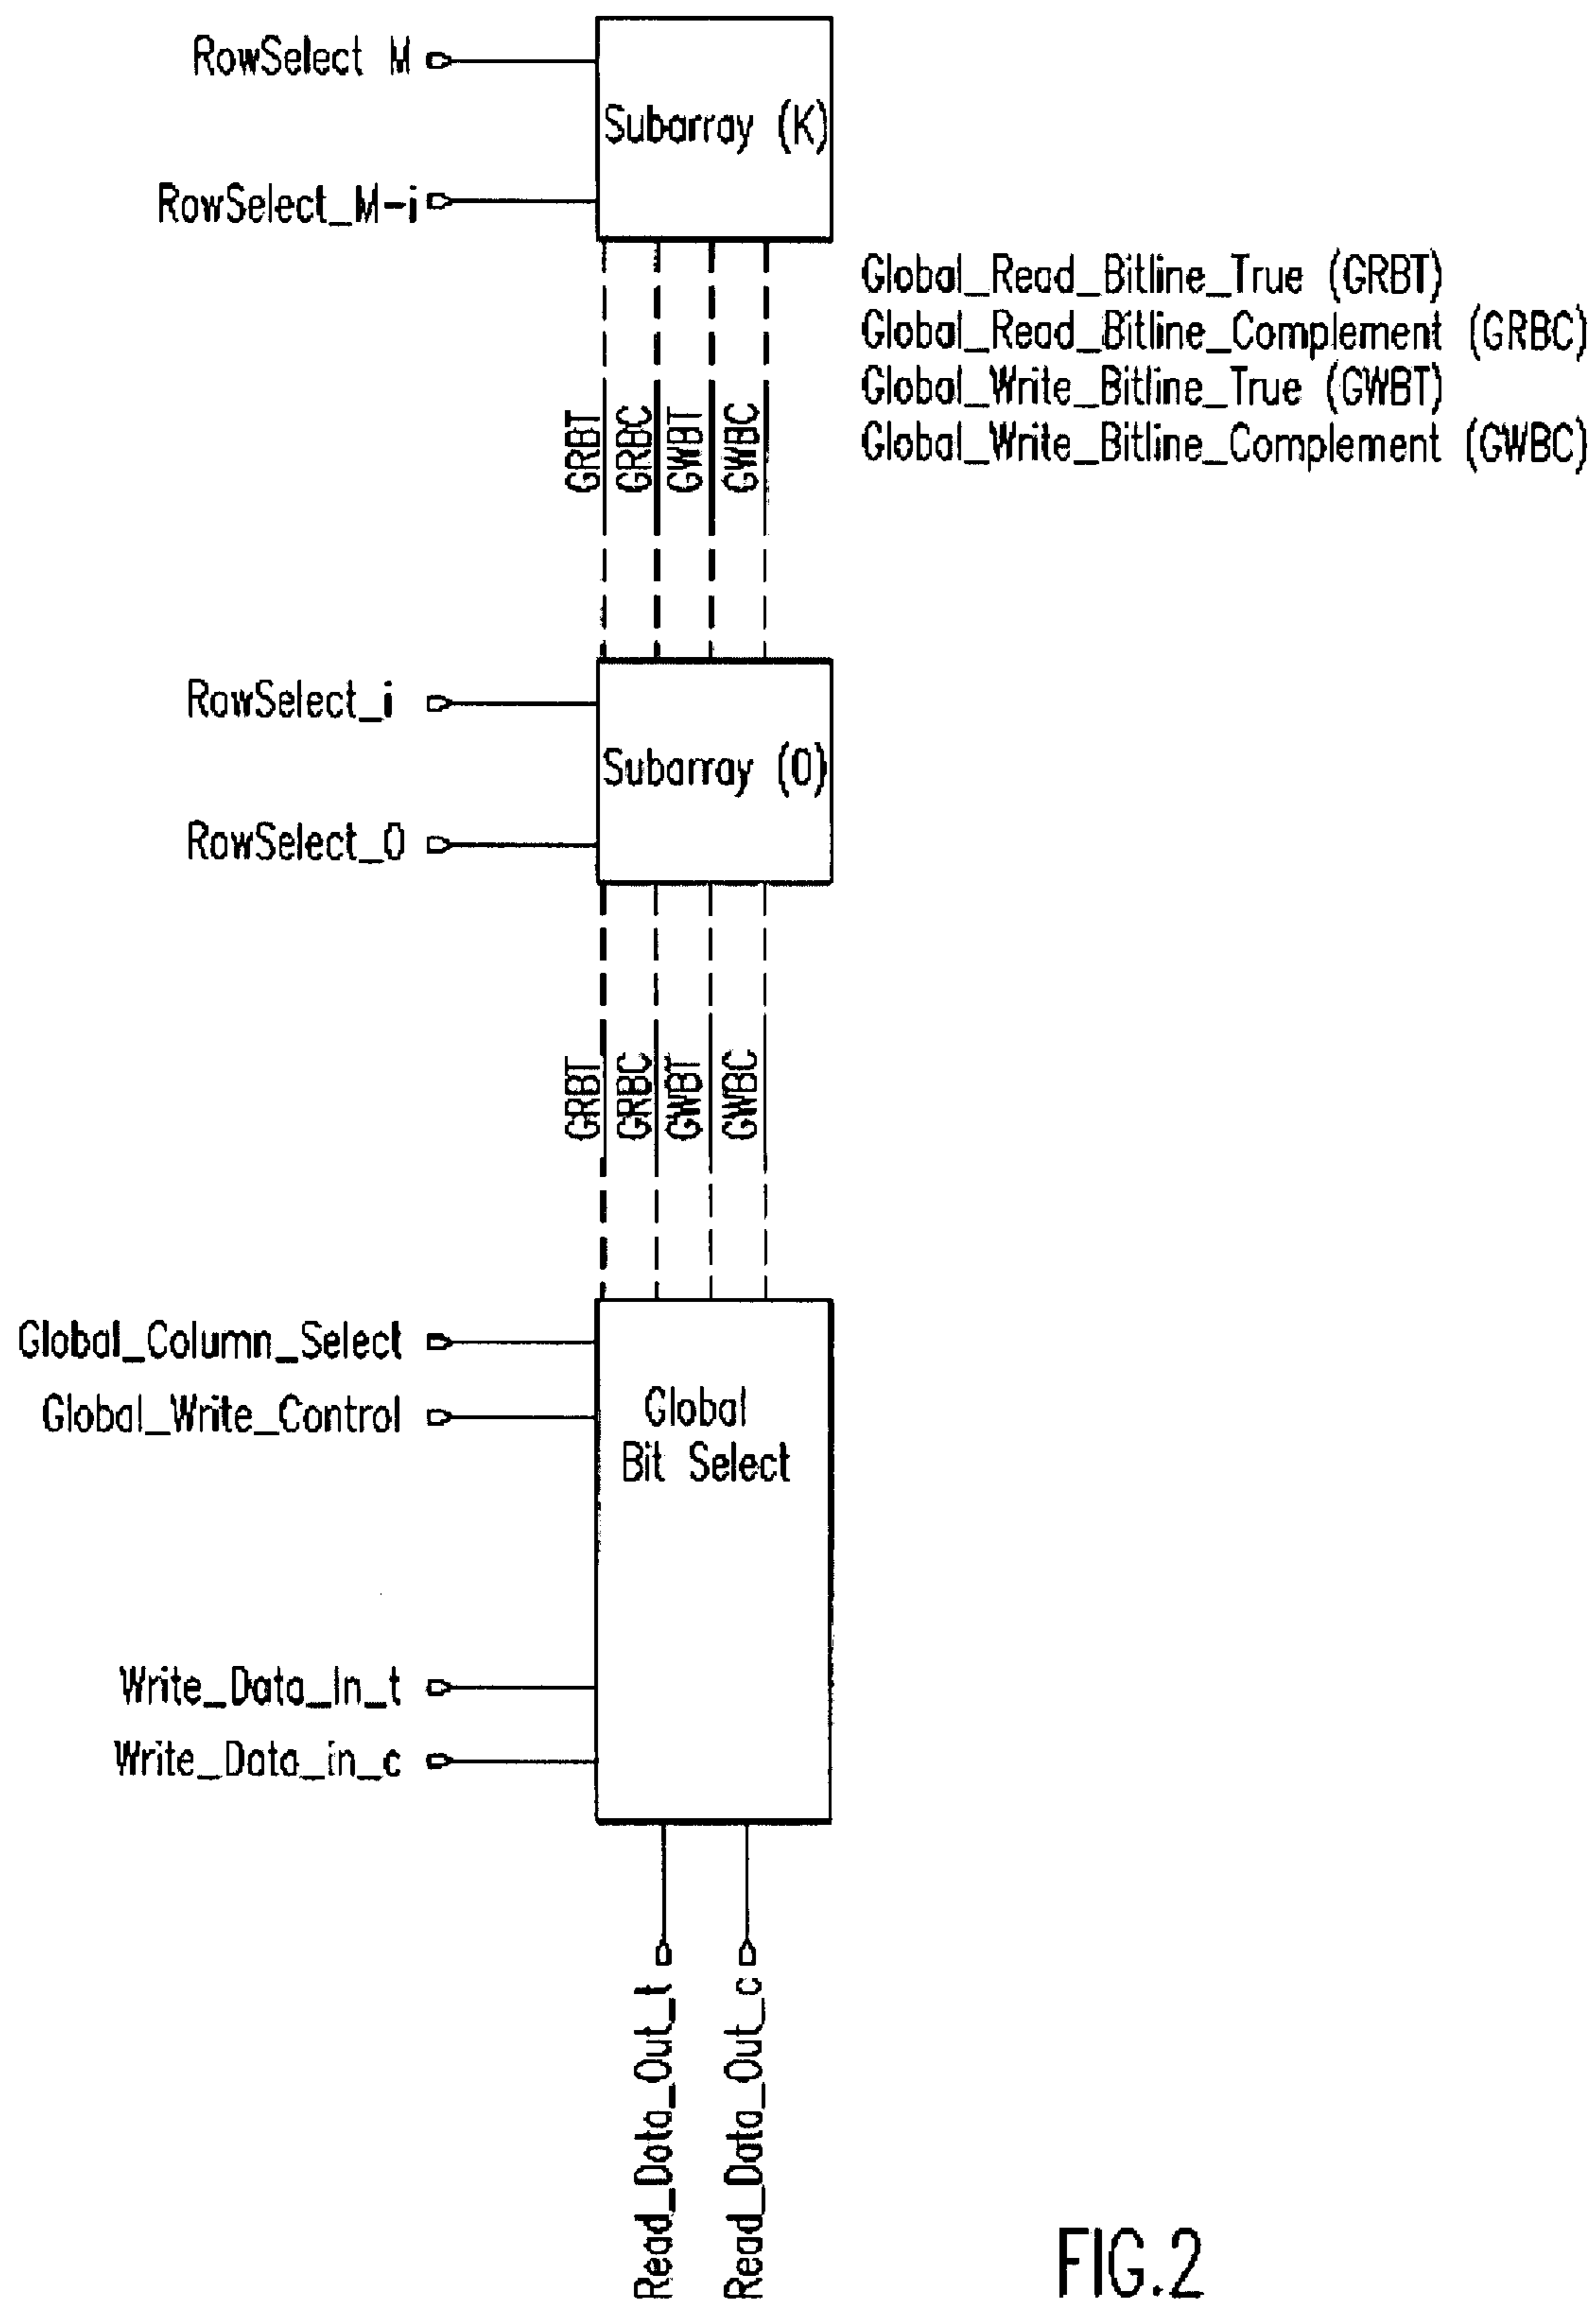 RowSelect M
Subarray (K)
RowSelect_M-i
Global_Read_Bitline_True (GRBT)
Global_Read_Bitline_Complement (GRBC)
Global_Write_Bitline_True (GWBT)
Global_Write_Bitline_Complement (GWBC)
GRBT
GRBC
GWBT
GWBC
RowSelect_i
Subarray (0)
RowSelect_0
GRBT
GRBC
GWBT
GWBC
Global_Column_Select
Global_Write_Control
Global
Bit Select
Write_Data_In_t
Write_Data_in_c
Read_Data_Out_t
Read_Data_Out_c
FIG.2